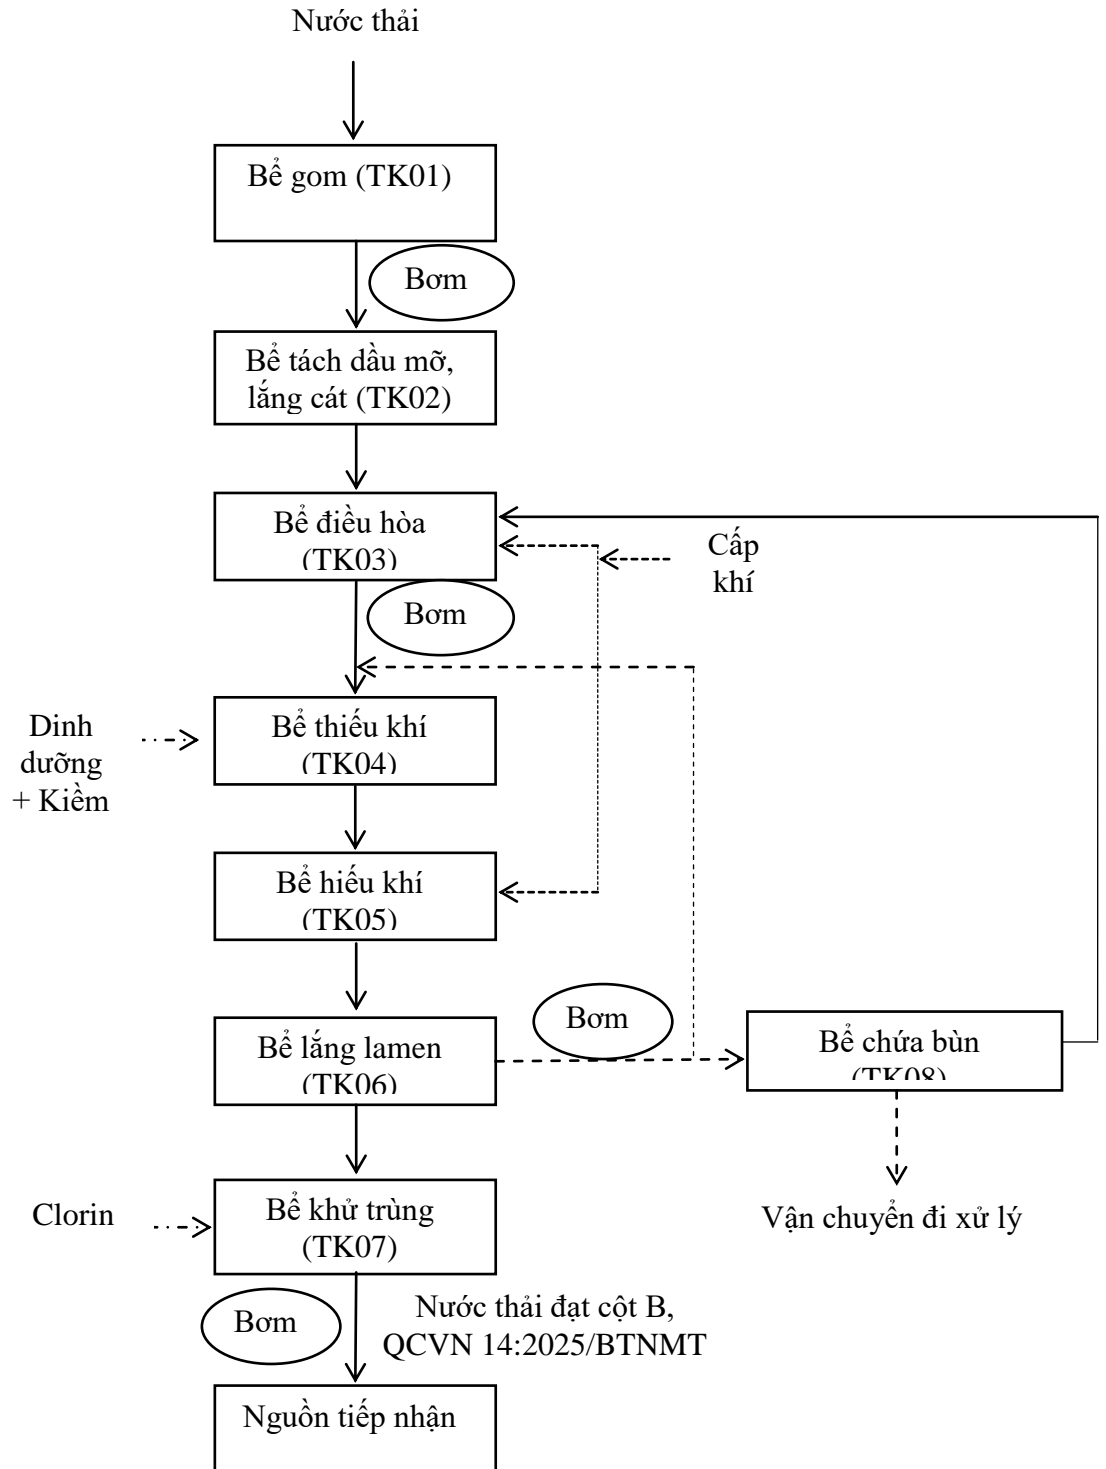 Nước thải
Bể gom (TK01)
Bơm
Bể tách dầu mỡ,
lắng cát (TK02)
Bể điều hòa
(TK03)
Cấp
khí
Bơm
Dinh
dưỡng
+ Kiềm
Bể thiếu khí
(TK04)
Bể hiếu khí
(TK05)
Bơm
Bể lắng lamen
(TK06)
Bể chứa bùn
(TK08)
Clorin
Bể khử trùng
(TK07)
Vận chuyển đi xử lý
Bơm
Nước thải đạt cột B,
QCVN 14:2025/BTNMT
Nguồn tiếp nhận